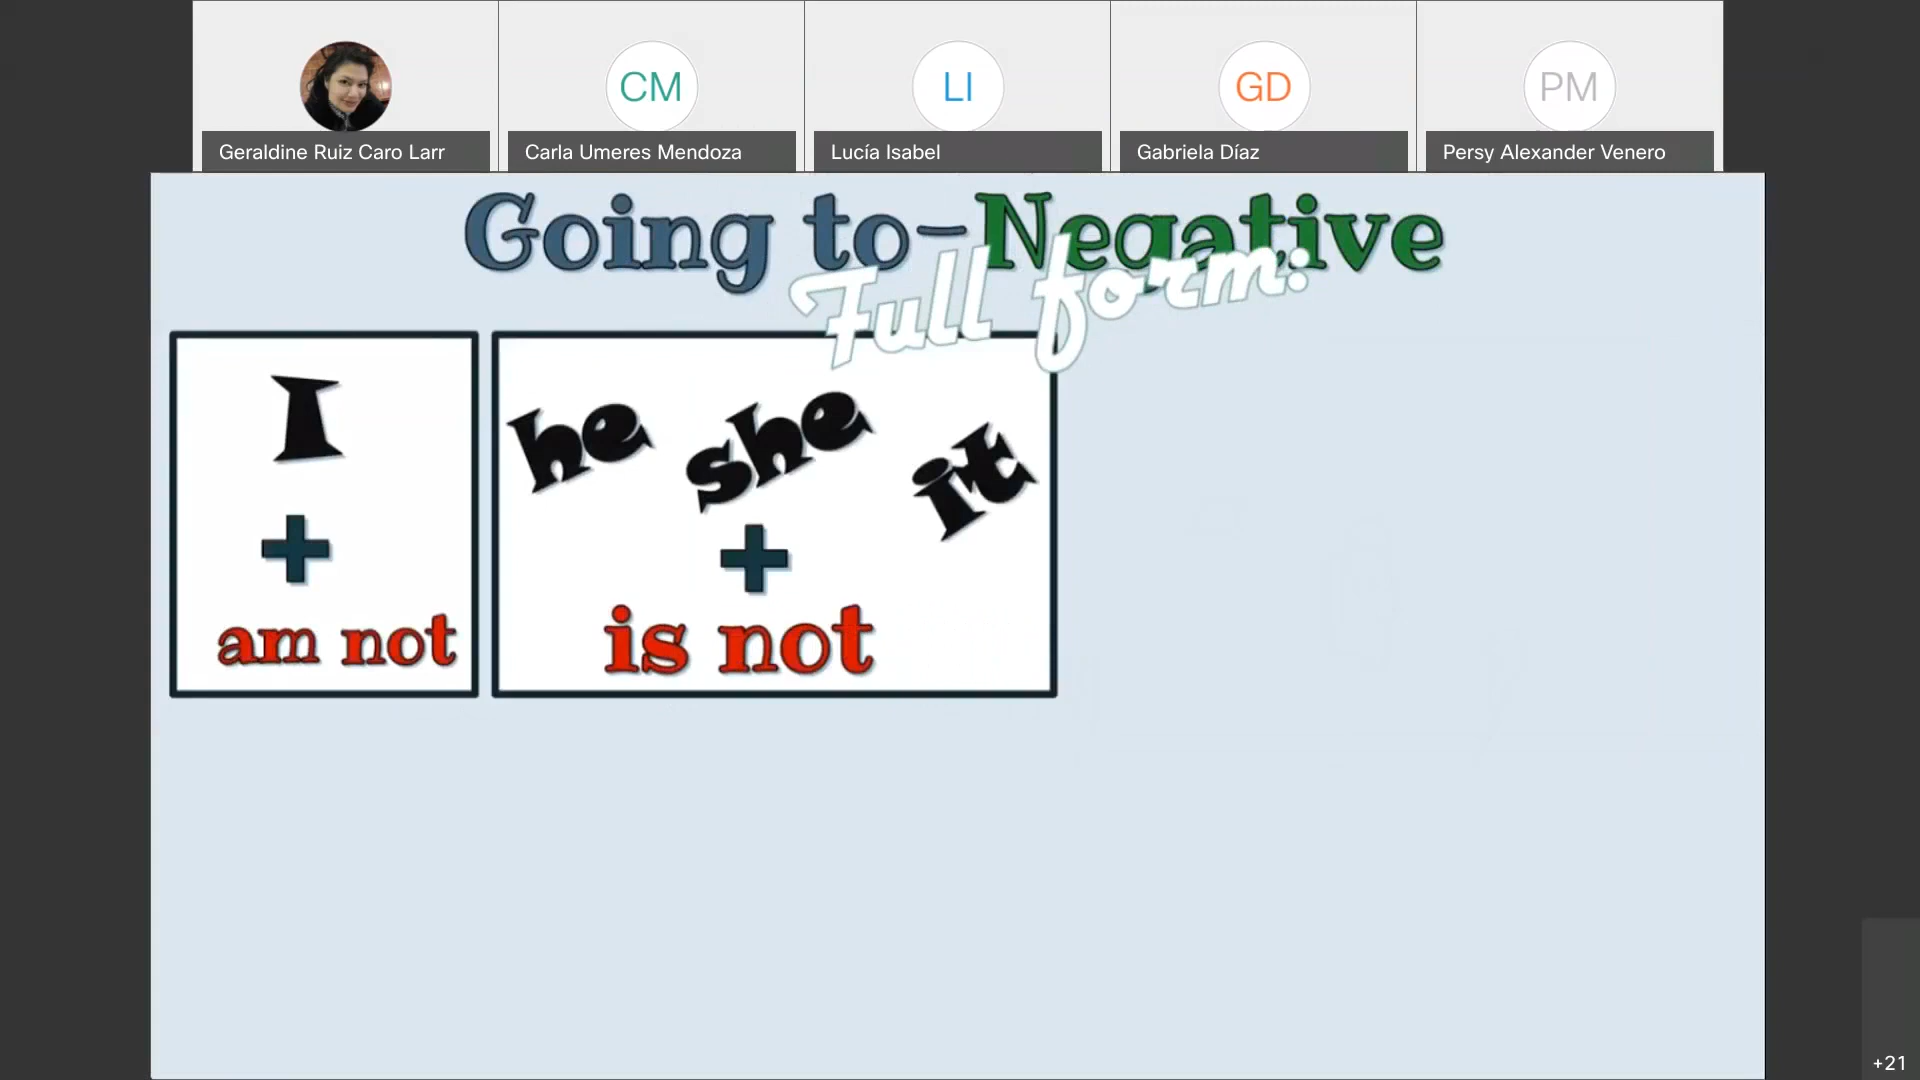 CM
LI
GD
PM
Geraldine Ruiz Caro Larr
Carla Umeres Mendoza
Lucía Isabel
Gabriela Díaz
Persy Alexander Venero
Going to-Negative
Full form:
I
he she it
+
+
am not
is not
+21